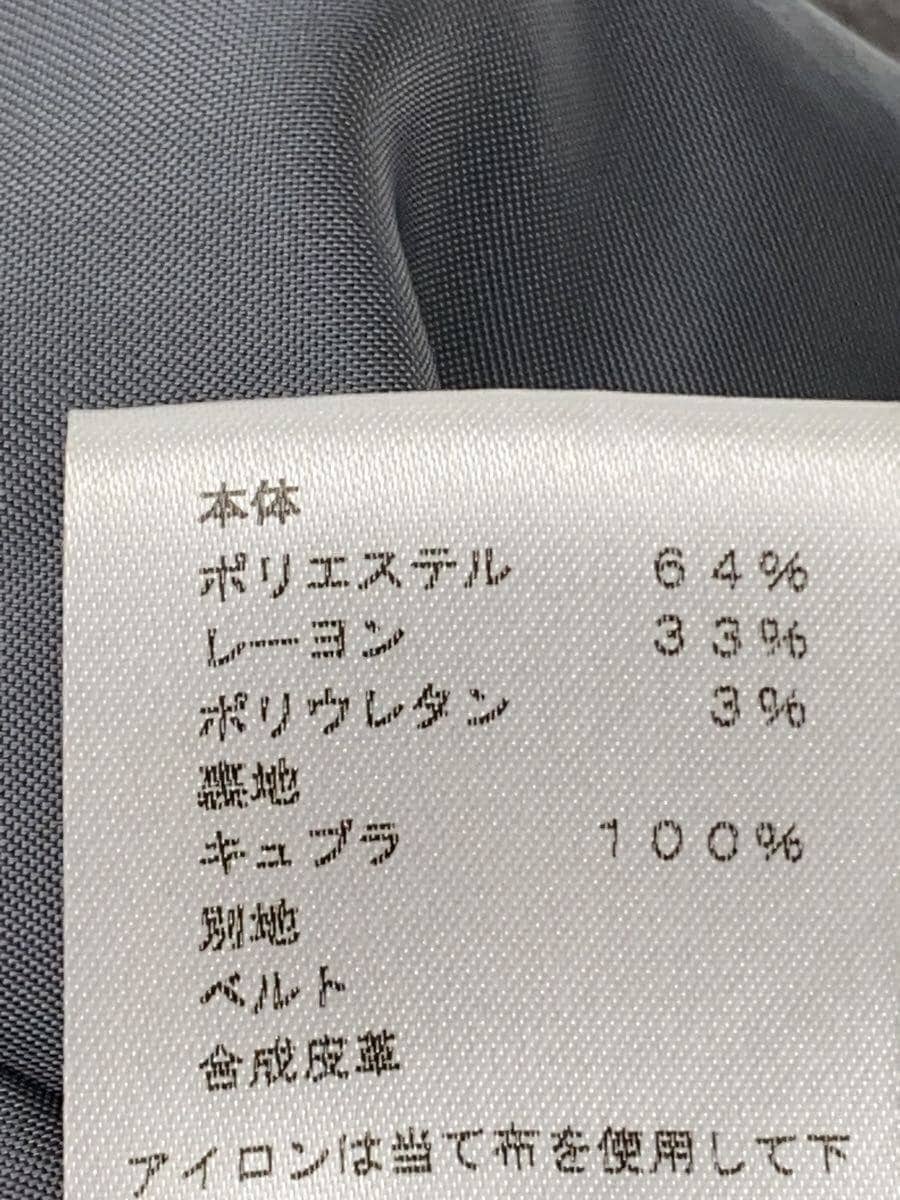 本体
ポリエステル 64%
レーヨン 33%
ポリウレタン 3%
裏地
キュプラ 100%
別地
ベルト
合成皮革
アイロンは当て布を使用して下